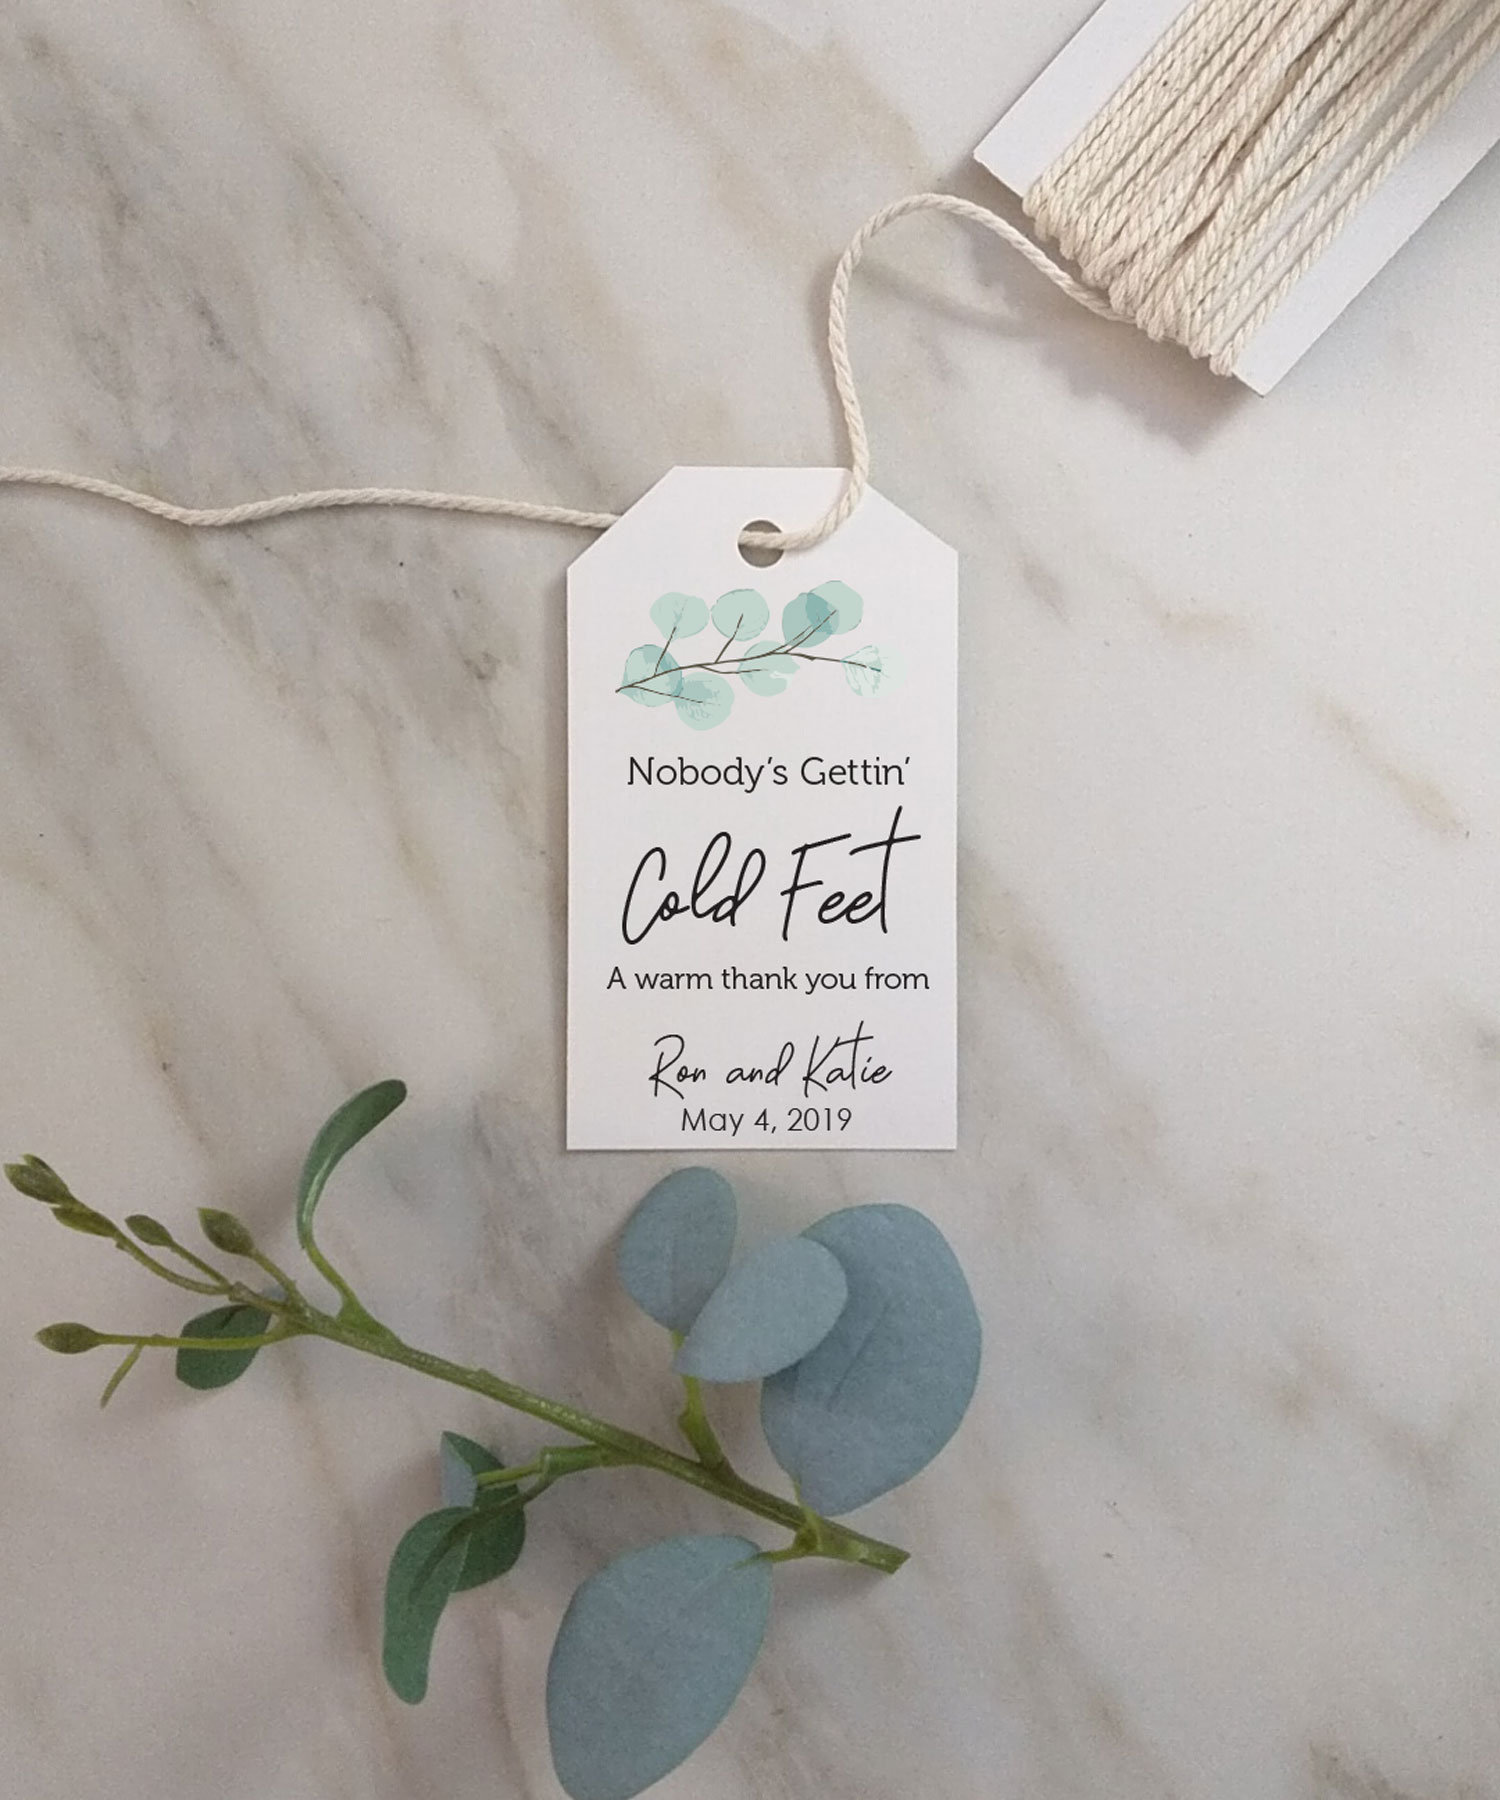 Nobody's Gettin'
Cold Feet
A warm thank you from
Ron and Katie
May 4, 2019